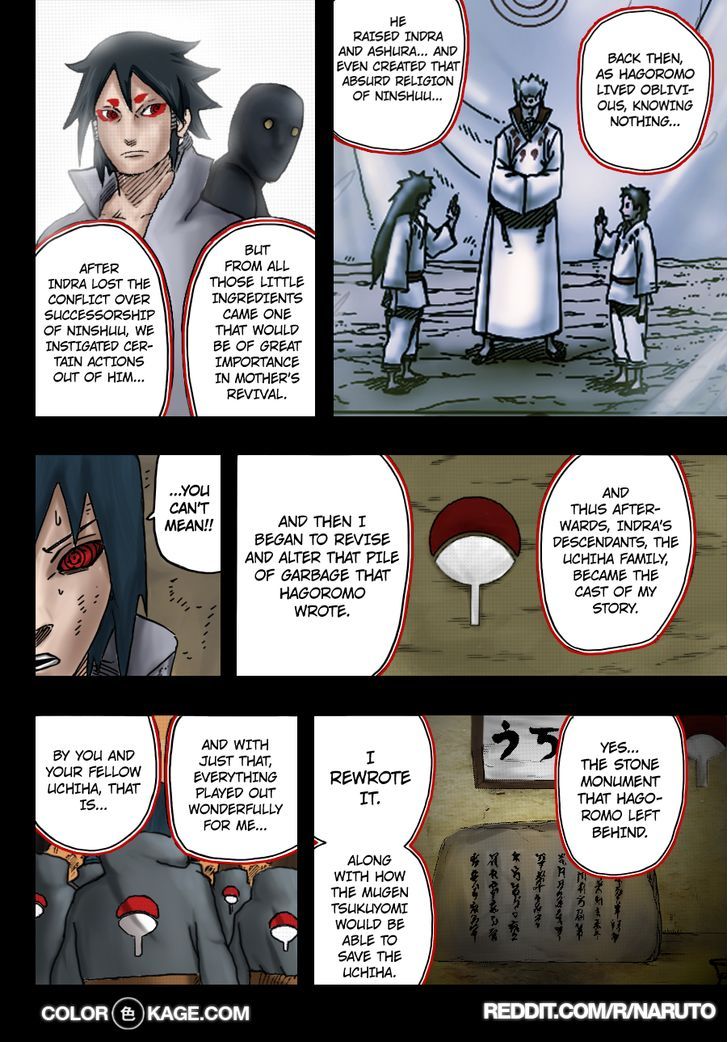 BACK THEN,
AS HAGOROMO
LIVED OBLIVI-
OUS, KNOWING
NOTHING...
HE
RAISED INDRA
AND ASHURA... AND
EVEN CREATED THAT
ABSURD RELIGION
OF NINSHUU...
BUT
FROM ALL
THOSE LITTLE
INGREDIENTS
CAME ONE
THAT WOULD
BE OF GREAT
IMPORTANCE
IN MOTHER'S
REVIVAL.
AFTER
INDRA LOST THE
CONFLICT OVER
SUCCESSORSHIP
OF NINSHUU, WE
INSTIGATED CER-
TAIN ACTIONS
OUT OF HIM...
AND
THUS AFTER-
WARDS, INDRA'S
DESCENDANTS, THE
UCHIHA FAMILY,
BECAME THE
CAST OF MY
STORY.
AND THEN I
BEGAN TO REVISE
AND ALTER THAT PILE
OF GARBAGE THAT
HAGOROMO
WROTE.
...YOU
CAN'T
MEAN!!
YES...
THE STONE
MONUMENT
THAT HAGO-
ROMO LEFT
BEHIND.
うち
I
REWROTE
IT.
ALONG
WITH HOW
THE MUGEN
TSUKUYOMI
WOULD BE
ABLE TO
SAVE THE
UCHIHA.
AND WITH
JUST THAT,
EVERYTHING
PLAYED OUT
WONDERFULLY
FOR ME...
BY YOU AND
YOUR FELLOW
UCHIHA, THAT
IS...
COLOR 色 KAGE.COM
REDDIT.COM/R/NARUTO